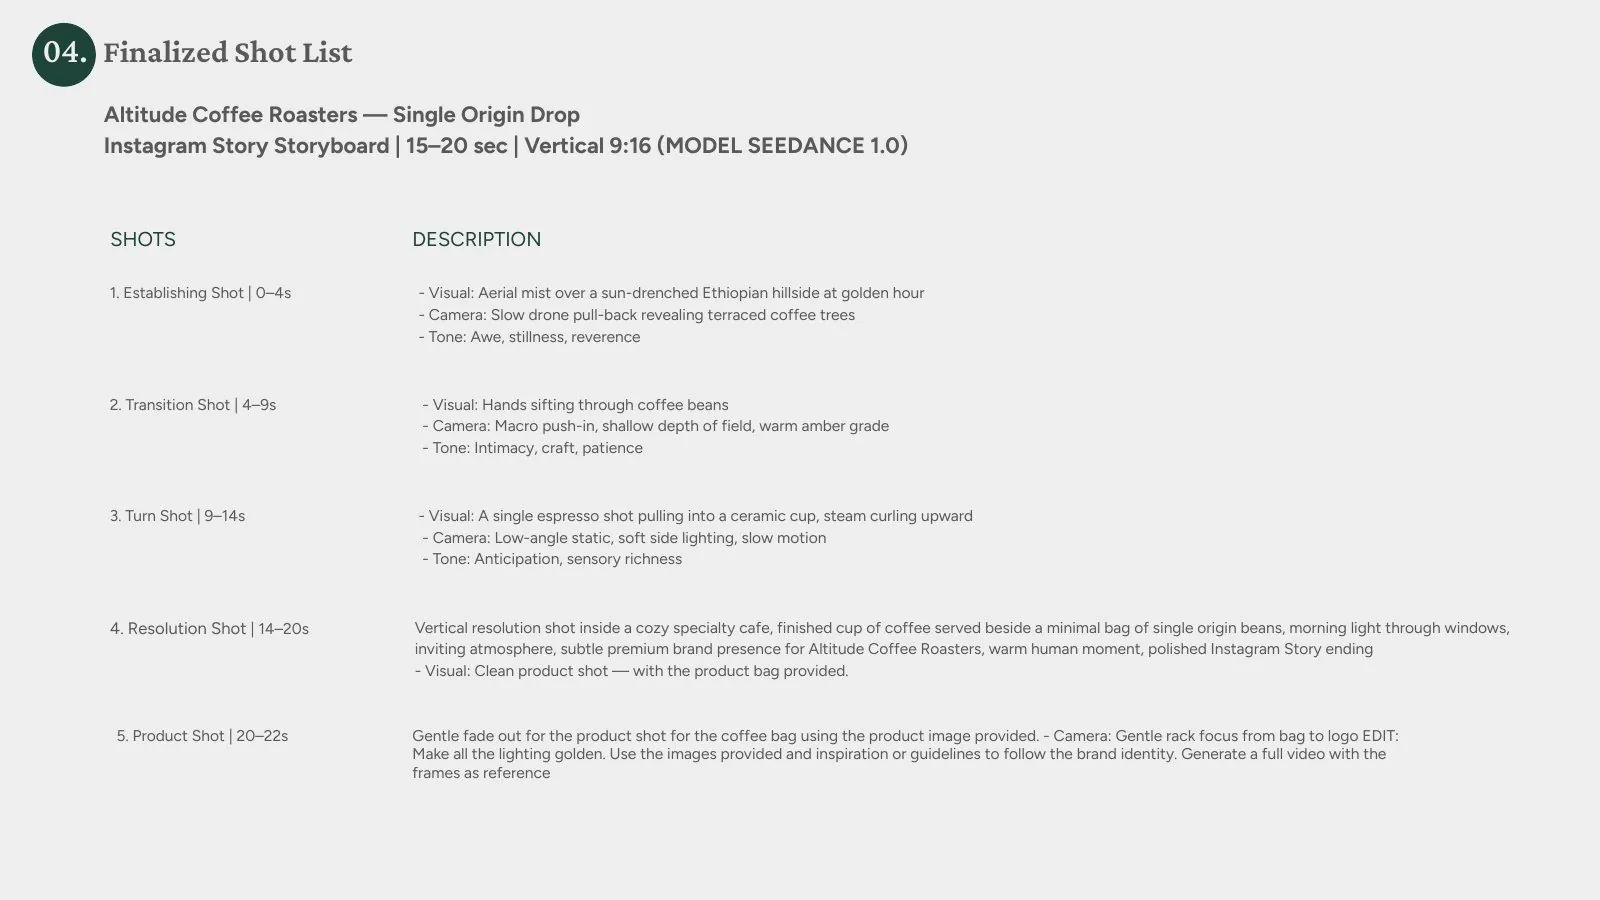 04. Finalized Shot List
Altitude Coffee Roasters — Single Origin Drop
Instagram Story Storyboard | 15–20 sec | Vertical 9:16 (MODEL SEEDANCE 1.0)
SHOTS
DESCRIPTION
1. Establishing Shot | 0–4s
- Visual: Aerial mist over a sun-drenched Ethiopian hillside at golden hour
- Camera: Slow drone pull-back revealing terraced coffee trees
- Tone: Awe, stillness, reverence
2. Transition Shot | 4–9s
- Visual: Hands sifting through coffee beans
- Camera: Macro push-in, shallow depth of field, warm amber grade
- Tone: Intimacy, craft, patience
3. Turn Shot | 9–14s
- Visual: A single espresso shot pulling into a ceramic cup, steam curling upward
- Camera: Low-angle static, soft side lighting, slow motion
- Tone: Anticipation, sensory richness
4. Resolution Shot | 14–20s
Vertical resolution shot inside a cozy specialty cafe, finished cup of coffee served beside a minimal bag of single origin beans, morning light through windows,
inviting atmosphere, subtle premium brand presence for Altitude Coffee Roasters, warm human moment, polished Instagram Story ending
- Visual: Clean product shot — with the product bag provided.
5. Product Shot | 20–22s
Gentle fade out for the product shot for the coffee bag using the product image provided. - Camera: Gentle rack focus from bag to logo EDIT:
Make all the lighting golden. Use the images provided and inspiration or guidelines to follow the brand identity. Generate a full video with the
frames as reference